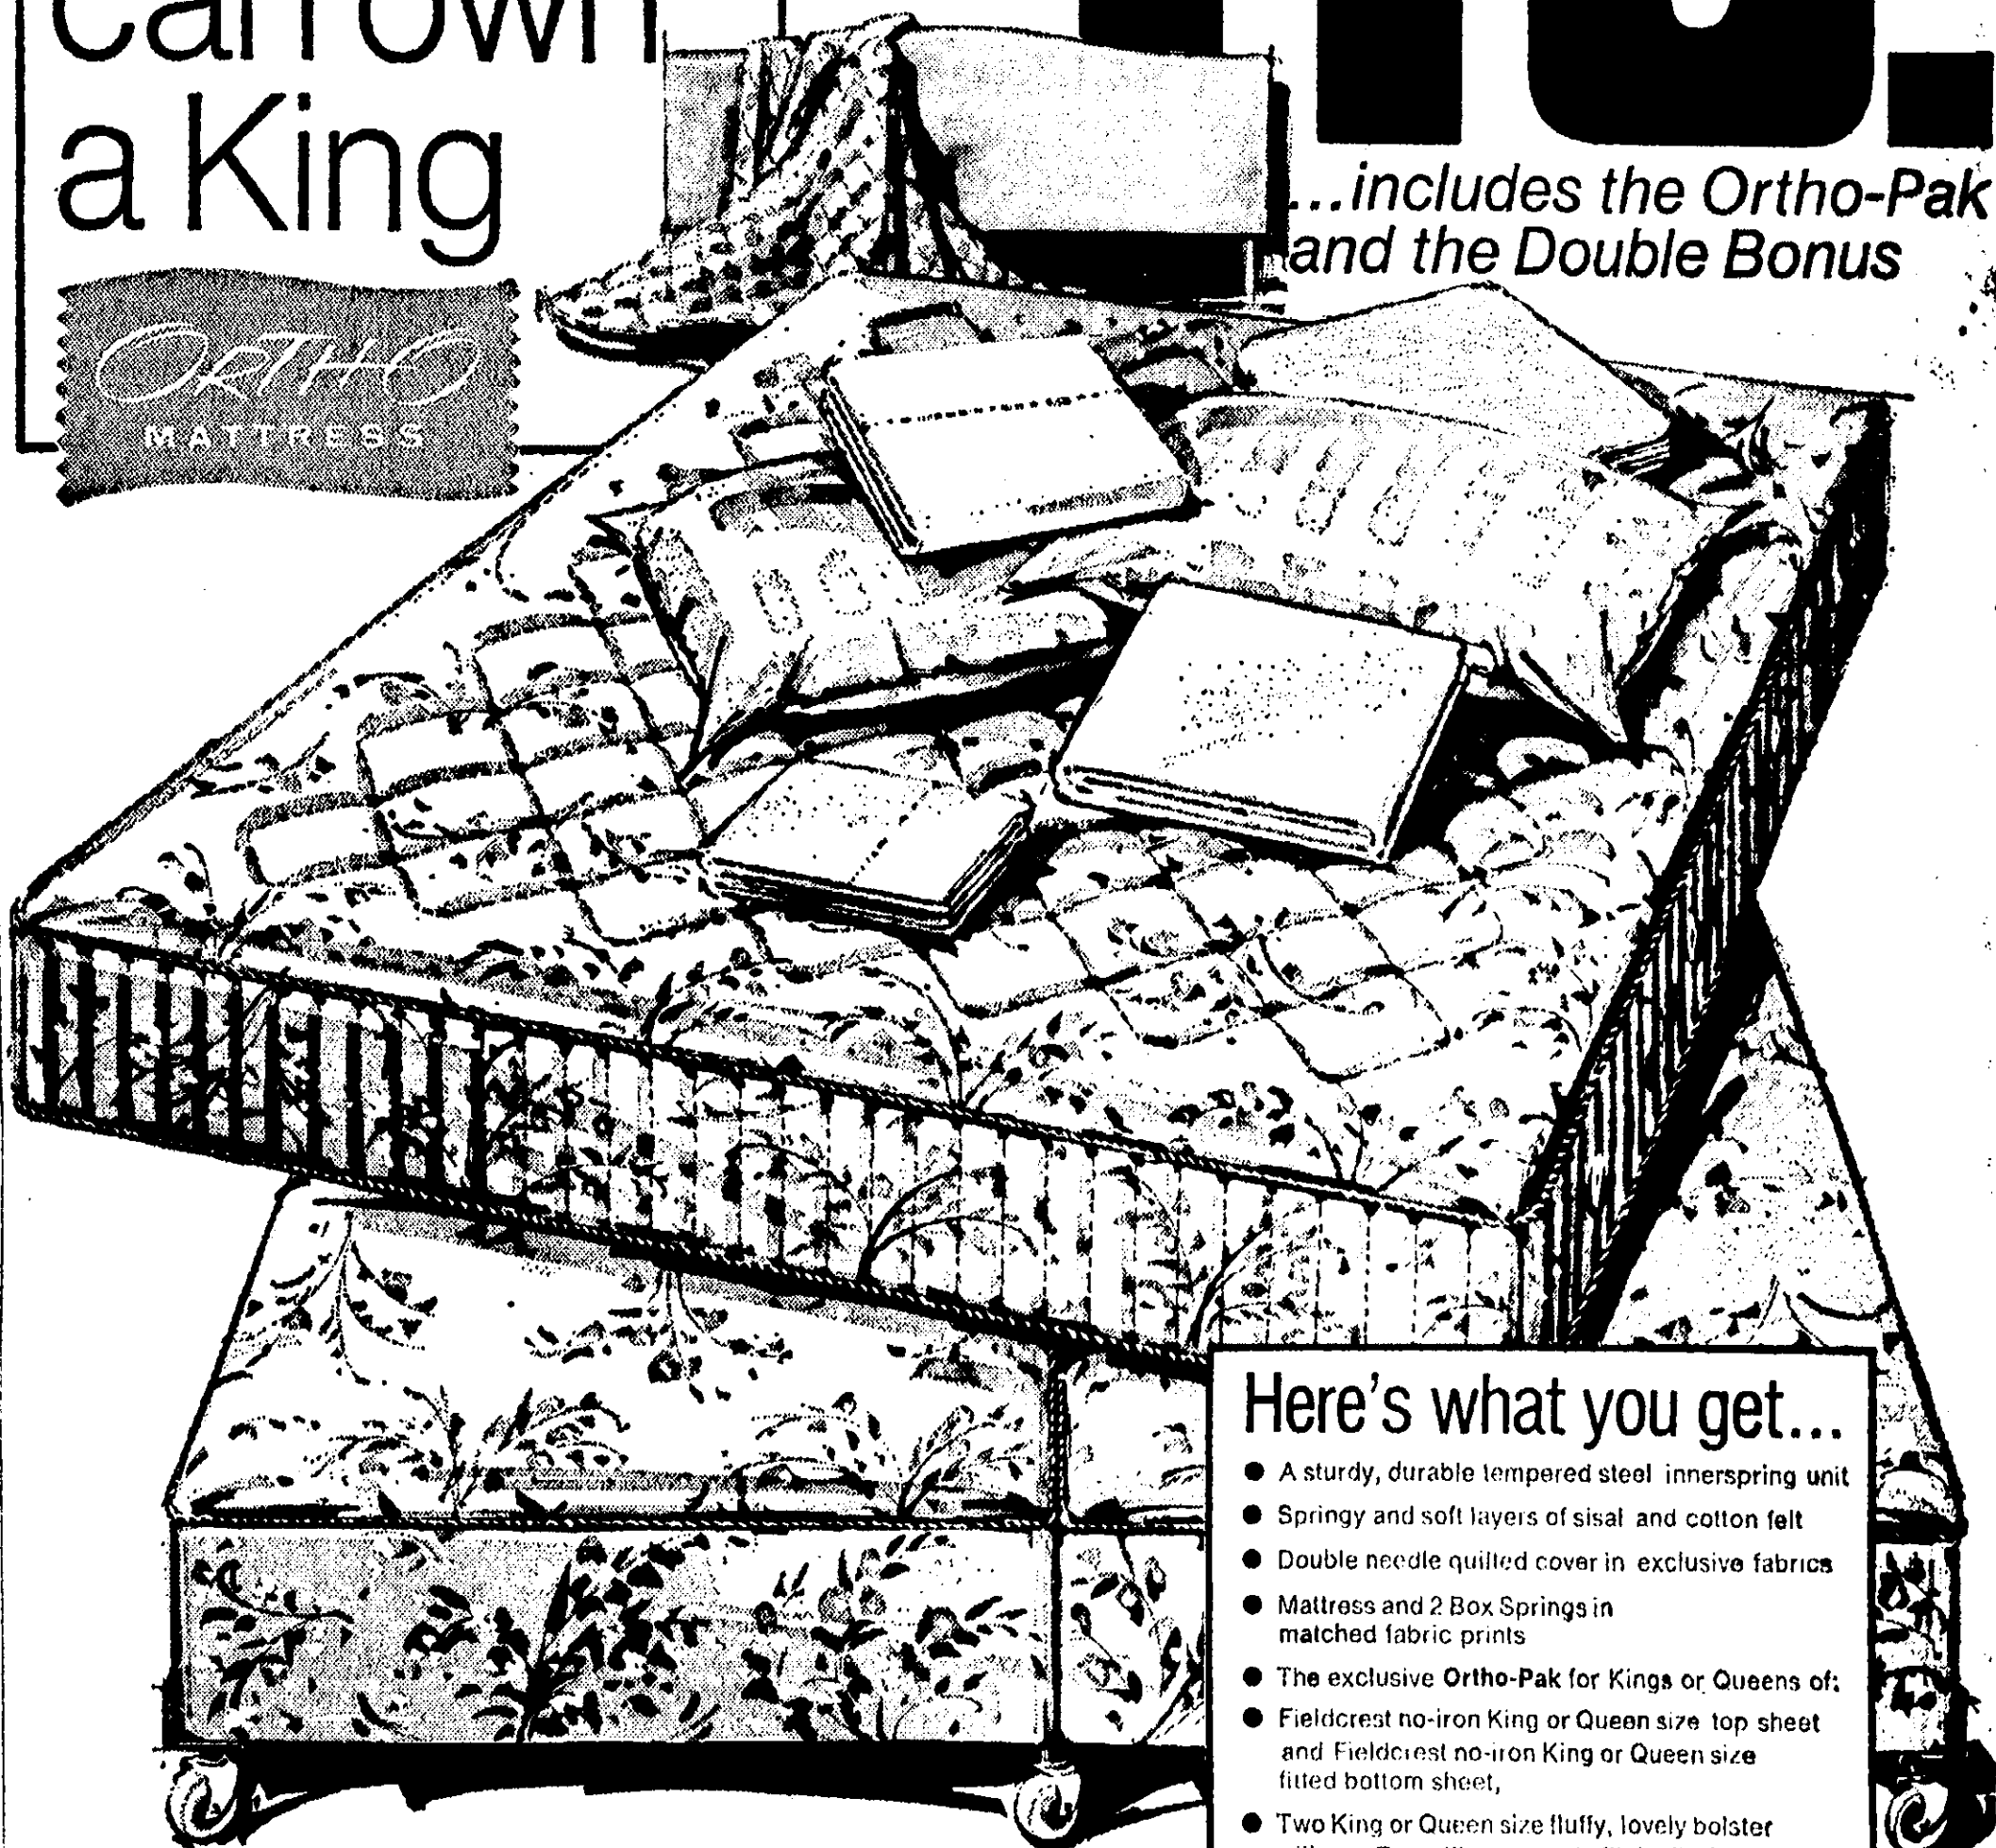 can own
a King
ORTHO
MATTRESS
...includes the Ortho-Pak
and the Double Bonus
Here's what you get...
● A sturdy, durable tempered steel innerspring unit
● Springy and soft layers of sisal and cotton felt
● Double needle quilted cover in exclusive fabrics
● Mattress and 2 Box Springs in
matched fabric prints
● The exclusive Ortho-Pak for Kings or Queens of:
● Fieldcrest no-iron King or Queen size top sheet
and Fieldcrest no-iron King or Queen size
fitted bottom sheet,
● Two King or Queen size fluffy, lovely bolster